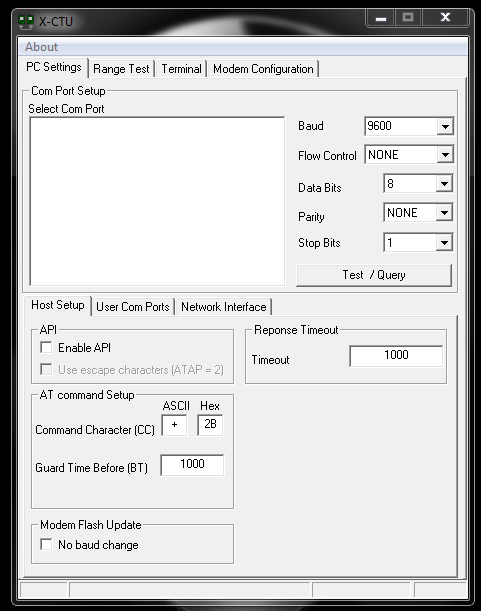 X-CTU
About
PC Settings Range Test Terminal Modem Configuration
Com Port Setup
Select Com Port
Baud 9600
Flow Control NONE
Data Bits 8
Parity NONE
Stop Bits 1
Test / Query
Host Setup User Com Ports Network Interface
API
Enable API
Use escape characters (ATAP = 2)
Reponse Timeout
Timeout 1000
AT command Setup
ASCII Hex
Command Character (CC) + 2B
Guard Time Before (BT) 1000
Modem Flash Update
No baud change